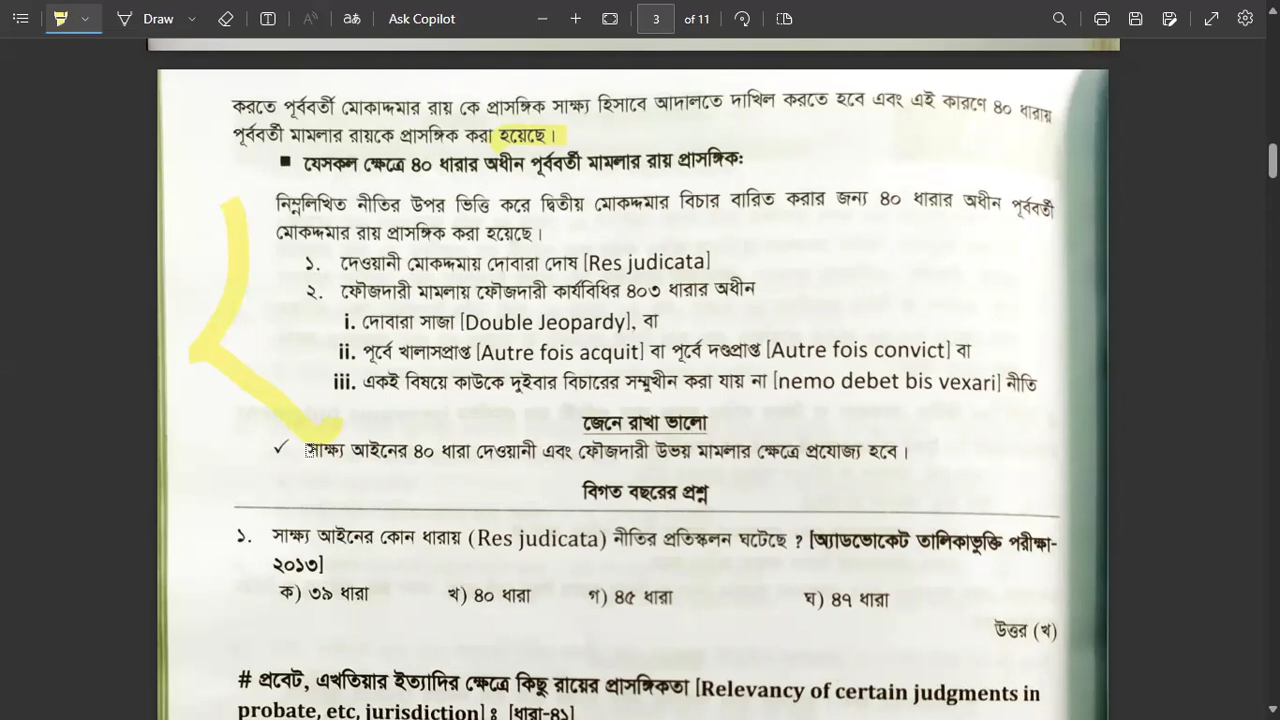 Draw
Ask Copilot
3 of 11
করতে পূর্ববর্তী মোকাদ্দমার রায় কে প্রাসঙ্গিক সাক্ষ্য হিসাবে আদালতে দাখিল করতে হবে এবং এই কারণে ৪০ ধারায়
পূর্ববর্তী মামলার রায়কে প্রাসঙ্গিক করা হয়েছে।
■ যেসকল ক্ষেত্রে ৪০ ধারার অধীন পূর্ববর্তী মামলার রায় প্রাসঙ্গিক:
নিম্নলিখিত নীতির উপর ভিত্তি করে দ্বিতীয় মোকদ্দমার বিচার বারিত করার জন্য ৪০ ধারার অধীন পূর্ববর্তী
মোকদ্দমার রায় প্রাসঙ্গিক করা হয়েছে।
১. দেওয়ানী মোকদ্দমায় দোবারা দোষ [Res judicata]
২. ফৌজদারী মামলায় ফৌজদারী কার্যবিধির ৪০৩ ধারার অধীন
i. দোবারা সাজা [Double Jeopardy], বা
ii. পূর্বে খালাসপ্রাপ্ত [Autre fois acquit] বা পূর্বে দণ্ডপ্রাপ্ত [Autre fois convict] বা
iii. একই বিষয়ে কাউকে দুইবার বিচারের সম্মুখীন করা যায় না [nemo debet bis vexari] নীতি
জেনে রাখা ভালো
✓ সাক্ষ্য আইনের ৪০ ধারা দেওয়ানী এবং ফৌজদারী উভয় মামলার ক্ষেত্রে প্রযোজ্য হবে।
বিগত বছরের প্রশ্ন
১. সাক্ষ্য আইনের কোন ধারায় (Res judicata) নীতির প্রতিস্কলন ঘটেছে ? [অ্যাডভোকেট তালিকাভুক্তি পরীক্ষা-
২০১৩]
ক) ৩৯ ধারা খ) ৪০ ধারা গ) ৪৫ ধারা ঘ) ৪৭ ধারা
উত্তর (খ)
# প্রবেট, এখতিয়ার ইত্যাদির ক্ষেত্রে কিছু রায়ের প্রাসঙ্গিকতা [Relevancy of certain judgments in
probate, etc, jurisdiction] ঃ [ধারা-৪১]